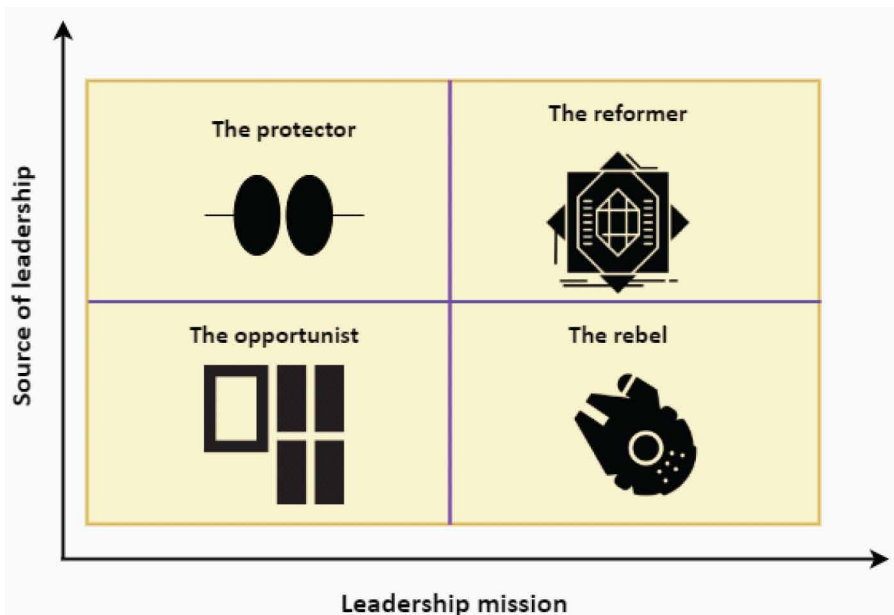 The protector
The reformer
The opportunist
The rebel
Source of leadership
Leadership mission